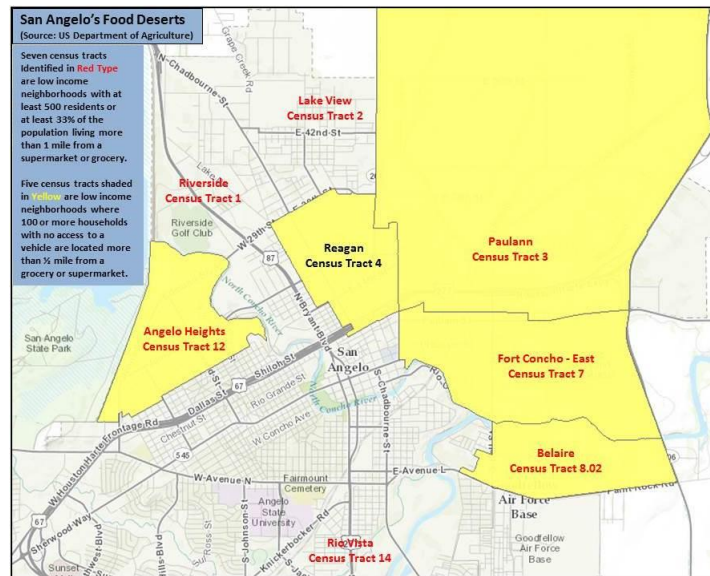 San Angelo's Food Deserts
(Source: US Department of Agriculture)
Seven census tracts
Identified in Red Type
are low income
neighborhoods with at
least 500 residents or
at least 33% of the
population living more
than 1 mile from a
supermarket or grocery.
Five census tracts shaded
in Yellow are low income
neighborhoods where
100 or more households
with no access to a
vehicle are located more
than ½ mile from a
grocery or supermarket.
Grape Creek Rd
N-Chadbourne-St
Lake View
Census Tract 2
E-42nd-St
Riverside
Census Tract 1
Riverside
Golf Club
W-29th-St
87
Reagan
Census Tract 4
Paulann
Census Tract 3
North Concho River
N-Bryant-Blvd
San Angelo
State Park
Angelo Heights
Census Tract 12
San
Angelo
Fort Concho - East
Census Tract 7
Shiloh-St
67
Dallas-St
Rio Grande St
Chestnut-St
W Concho Ave
North Concho River
S-Chadbourne-St
W-Houston-Harte-Frontage Rd
545
W-Avenue N
Fairmount
Cemetery
E-Avenue L
Belaire
Census Tract 8.02
Air Force
Base
Goodfellow
Air Force
Base
Angelo
State
University
S-Johnson-St
Knickerbocker-Rd
67
Sherwood-Way
Sunset
Rio Vista
Census Tract 14